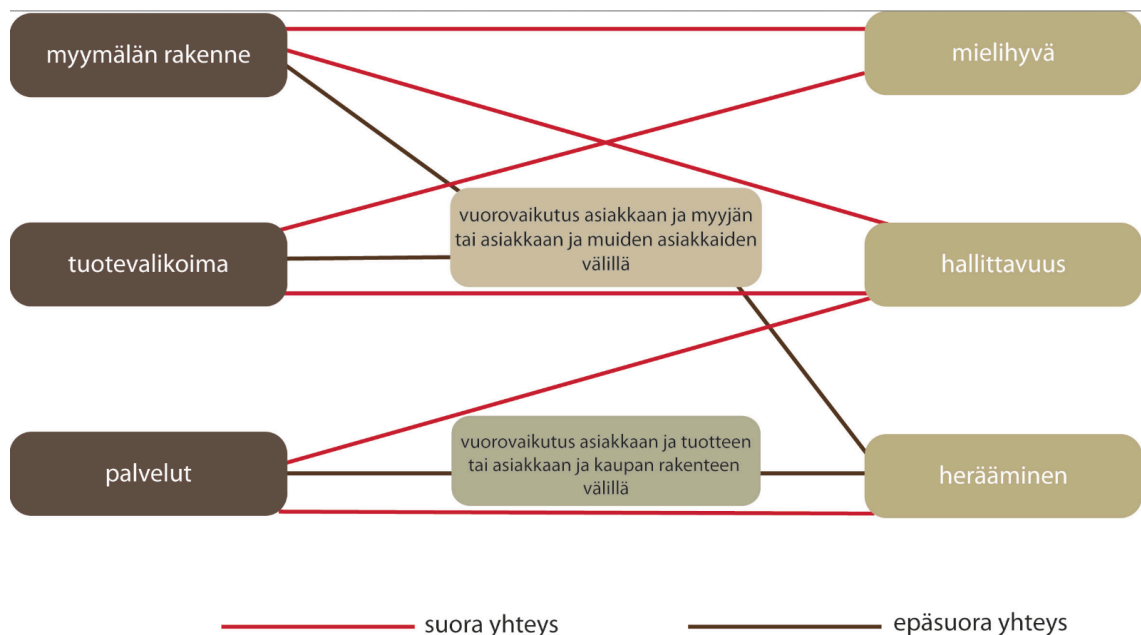 myymälän rakenne
mielihyvä
vuorovaikutus asiakkaan ja myyjän
tai asiakkaan ja muiden asiakkaiden
välillä
tuotevalikoima
hallittavuus
vuorovaikutus asiakkaan ja tuotteen
tai asiakkaan ja kaupan rakenteen
välillä
palvelut
herääminen
suora yhteys
epäsuora yhteys